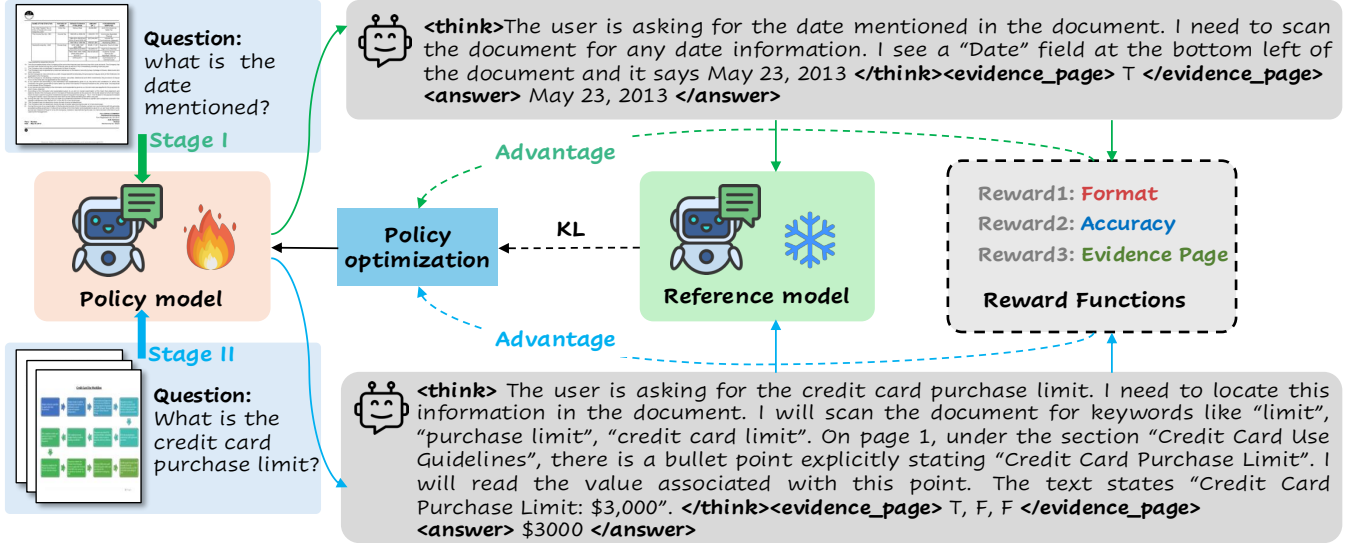 Question:
what is the
date
mentioned?
Stage I
<think>The user is asking for the date mentioned in the document. I need to scan
the document for any date information. I see a “Date” field at the bottom left of
the document and it says May 23, 2013 </think><evidence_page> T </evidence_page>
<answer> May 23, 2013 </answer>
Advantage
Policy model
Policy
optimization
KL
Reference model
Reward1: Format
Reward2: Accuracy
Reward3: Evidence Page
Reward Functions
Advantage
Stage II
Question:
What is the
credit card
purchase limit?
<think> The user is asking for the credit card purchase limit. I need to locate this
information in the document. I will scan the document for keywords like “limit”,
“purchase limit”, “credit card limit”. On page 1, under the section “Credit Card Use
Guidelines”, there is a bullet point explicitly stating “Credit Card Purchase Limit”. I
will read the value associated with this point. The text states “Credit Card
Purchase Limit: $3,000”. </think><evidence_page> T, F, F </evidence_page>
<answer> $3000 </answer>